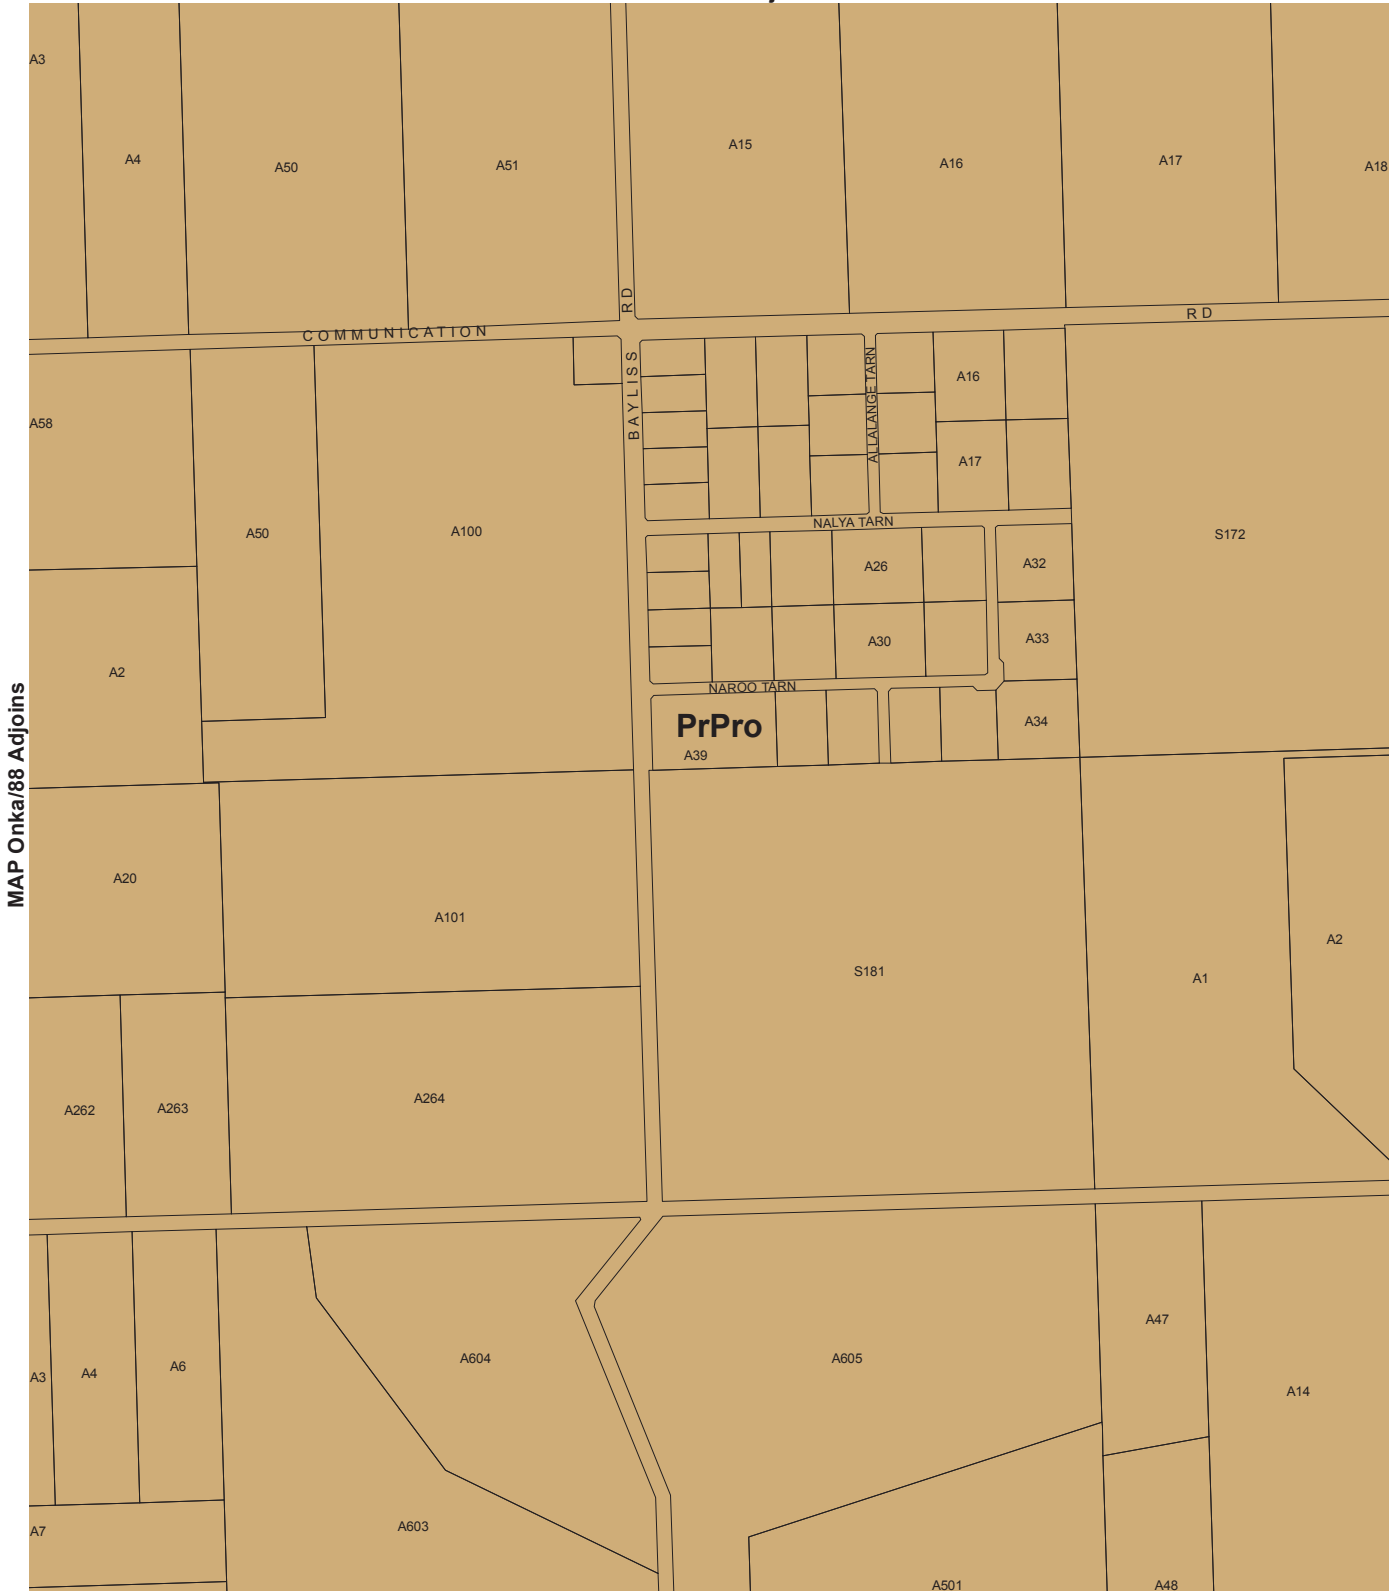 A3
A4
A50
A51
A15
A16
A17
A18
COMMUNICATION
RD
BAYLISS
RD
ALLALANGE TARN
A16
A17
A58
A50
A100
NALYA TARN
S172
A26
A32
A30
A33
A2
NAROO TARN
PrPro
A39
A34
MAP Onka/88 Adjoins
A20
A101
S181
A1
A2
A262
A263
A264
A47
A3
A4
A6
A604
A605
A14
A7
A603
A501
A48